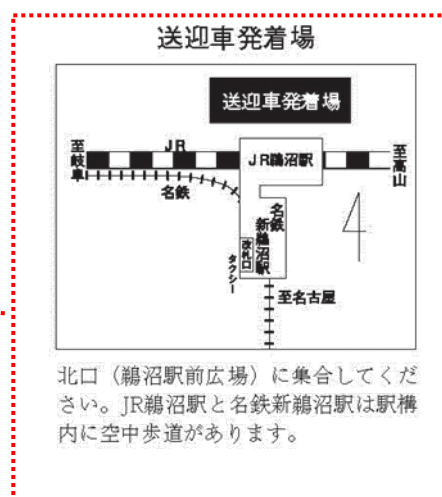 送迎車発着場
送迎車発着場
至岐阜
JR
JR鵜沼駅
至高山
名鉄
名鉄
新鵜沼駅
改札口
タクシー
至名古屋
北口（鵜沼駅前広場）に集合してくだ
さい。JR鵜沼駅と名鉄新鵜沼駅は駅構
内に空中歩道があります。